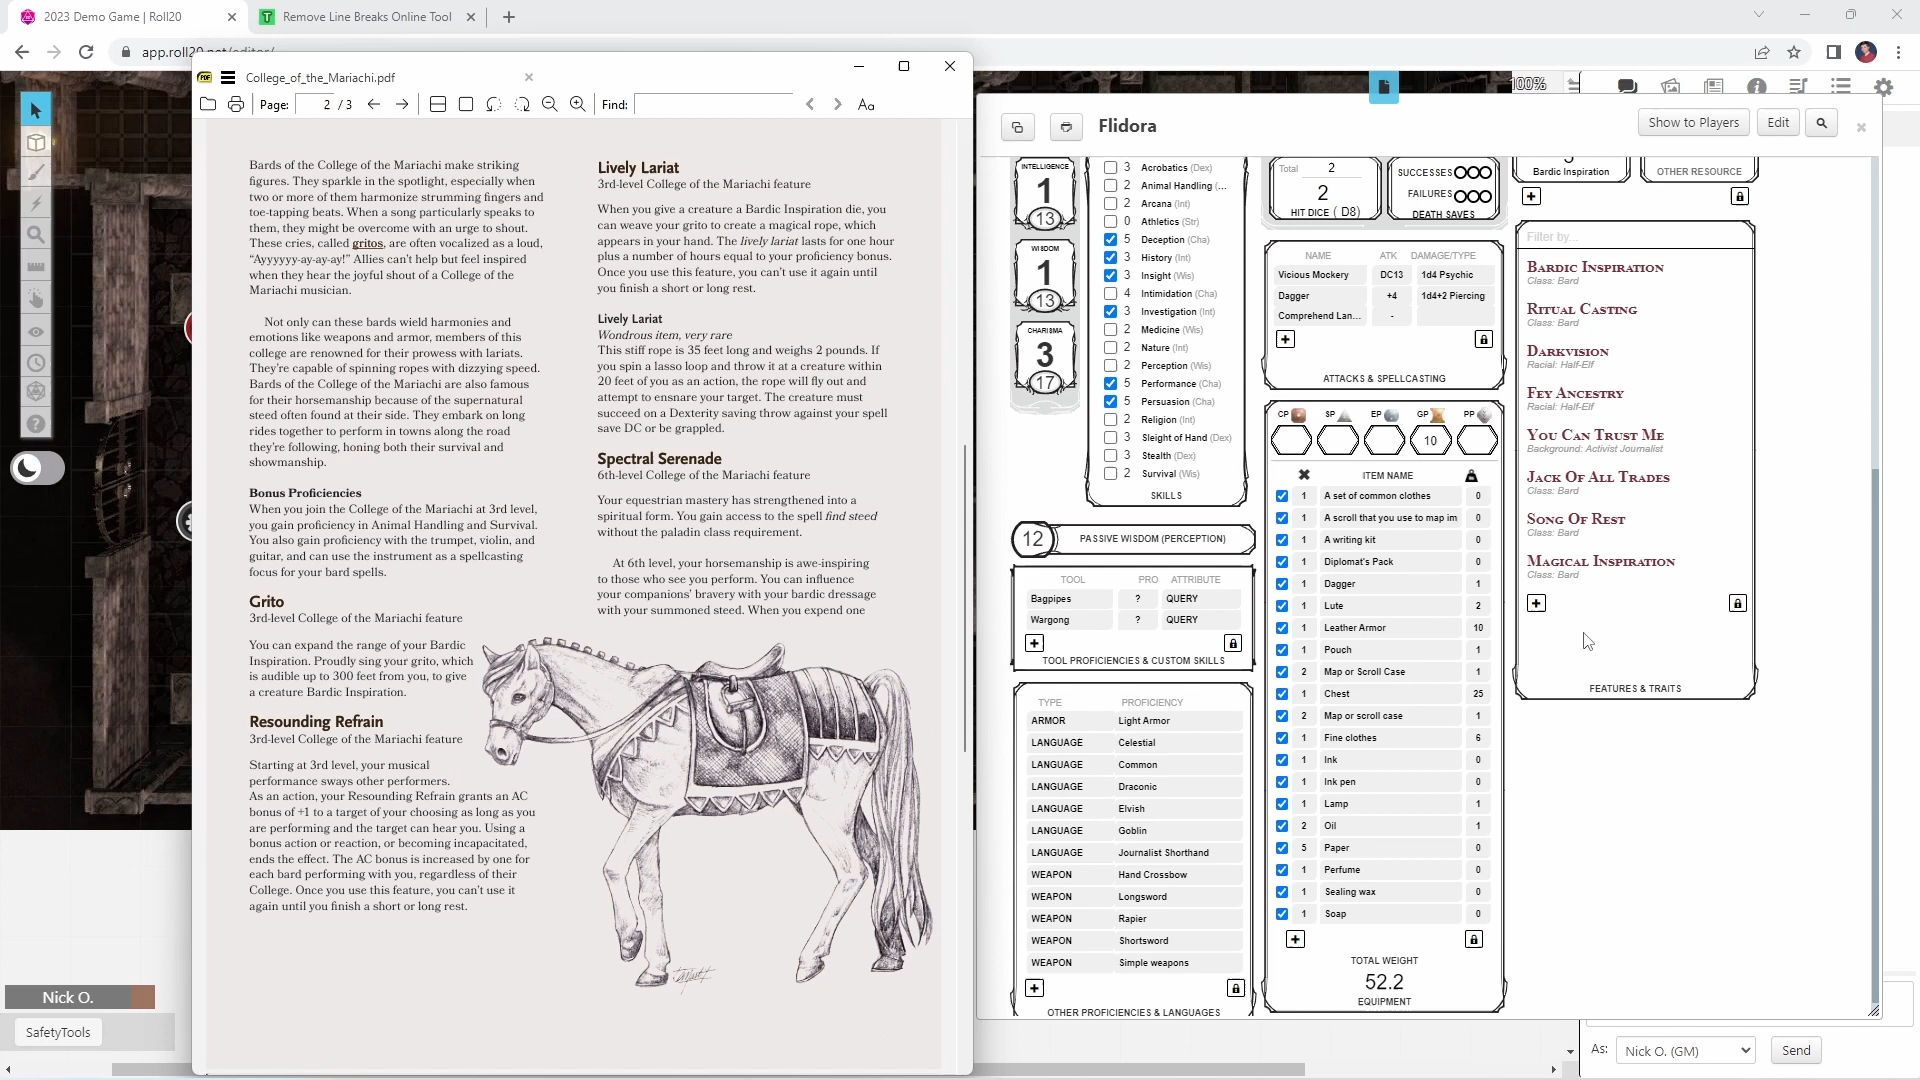 2023 Demo Game | Roll20
Remove Line Breaks Online Tool
College_of_the_Mariachi.pdf
Page: 2 / 3
Find:
Aa
Bards of the College of the Mariachi make striking
figures. They sparkle in the spotlight, especially when
two or more of them harmonize strumming fingers and
toe-tapping beats. When a song particularly speaks to
them, they might be overcome with an urge to shout.
These cries, called gritos, are often vocalized as a loud,
“Ayyyyyy-ay-ay-ay!” Allies can't help but feel inspired
when they hear the joyful shout of a College of the
Mariachi musician.
Not only can these bards wield harmonies and
emotions like weapons and armor, members of this
college are renowned for their prowess with lariats.
They're capable of spinning ropes with dizzying speed.
Bards of the College of the Mariachi are also famous
for their horsemanship because of the supernatural
steed often found at their side. They embark on long
rides together to perform in towns along the road
they're following, honing both their survival and
showmanship.
Bonus Proficiencies
When you join the College of the Mariachi at 3rd level,
you gain proficiency in Animal Handling and Survival.
You also gain proficiency with the trumpet, violin, and
guitar, and can use the instrument as a spellcasting
focus for your bard spells.
Grito
3rd-level College of the Mariachi feature
You can expand the range of your Bardic
Inspiration. Proudly sing your grito, which
is audible up to 300 feet from you, to give
a creature Bardic Inspiration.
Resounding Refrain
3rd-level College of the Mariachi feature
Starting at 3rd level, your musical
performance sways other performers.
As an action, your Resounding Refrain grants an AC
bonus of +1 to a target of your choosing as long as you
are performing and the target can hear you. Using a
bonus action or reaction, or becoming incapacitated,
ends the effect. The AC bonus is increased by one for
each bard performing with you, regardless of their
College. Once you use this feature, you can't use it
again until you finish a short or long rest.
Lively Lariat
3rd-level College of the Mariachi feature
When you give a creature a Bardic Inspiration die, you
can weave your grito to create a magical rope, which
appears in your hand. The lively lariat lasts for one hour
plus a number of hours equal to your proficiency bonus.
Once you use this feature, you can't use it again until
you finish a short or long rest.
Lively Lariat
Wondrous item, very rare
This stiff rope is 35 feet long and weighs 2 pounds. If
you spin a lasso loop and throw it at a creature within
20 feet of you as an action, the rope will fly out and
attempt to ensnare your target. The creature must
succeed on a Dexterity saving throw against your spell
save DC or be grappled.
Spectral Serenade
6th-level College of the Mariachi feature
Your equestrian mastery has strengthened into a
spiritual form. You gain access to the spell find steed
without the paladin class requirement.
At 6th level, your horsemanship is awe-inspiring
to those who see you perform. You can influence
your companions' bravery with your bardic dressage
with your summoned steed. When you expend one
Nick O.
SafetyTools
100%
Flidora
Show to Players
Edit
INTELLIGENCE
1
13
WISDOM
1
13
CHARISMA
3
17
3 Acrobatics (Dex)
2 Animal Handling (...
2 Arcana (Int)
0 Athletics (Str)
5 Deception (Cha)
3 History (Int)
3 Insight (Wis)
4 Intimidation (Cha)
3 Investigation (Int)
2 Medicine (Wis)
2 Nature (Int)
2 Perception (Wis)
5 Performance (Cha)
5 Persuasion (Cha)
2 Religion (Int)
3 Sleight of Hand (Dex)
3 Stealth (Dex)
2 Survival (Wis)
SKILLS
12 PASSIVE WISDOM (PERCEPTION)
TOOL PRO ATTRIBUTE
Bagpipes ? QUERY
Wargong ? QUERY
TOOL PROFICIENCIES & CUSTOM SKILLS
TYPE PROFICIENCY
ARMOR Light Armor
LANGUAGE Celestial
LANGUAGE Common
LANGUAGE Draconic
LANGUAGE Elvish
LANGUAGE Goblin
LANGUAGE Journalist Shorthand
WEAPON Hand Crossbow
WEAPON Longsword
WEAPON Rapier
WEAPON Shortsword
WEAPON Simple weapons
OTHER PROFICIENCIES & LANGUAGES
Total 2
2
HIT DICE ( D8)
SUCCESSES
FAILURES
DEATH SAVES
NAME ATK DAMAGE/TYPE
Vicious Mockery DC13 1d4 Psychic
Dagger +4 1d4+2 Piercing
Comprehend Lan... -
ATTACKS & SPELLCASTING
CP SP EP GP PP
10
ITEM NAME
1 A set of common clothes 0
1 A scroll that you use to map im 0
1 A writing kit 0
1 Diplomat's Pack 0
1 Dagger 1
1 Lute 2
1 Leather Armor 10
1 Pouch 1
2 Map or Scroll Case 1
1 Chest 25
2 Map or scroll case 1
1 Fine clothes 6
1 Ink 0
1 Ink pen 0
1 Lamp 1
2 Oil 1
5 Paper 0
1 Perfume 0
1 Sealing wax 0
1 Soap 0
TOTAL WEIGHT
52.2
EQUIPMENT
Bardic Inspiration
OTHER RESOURCE
Filter by...
BARDIC INSPIRATION
Class: Bard
RITUAL CASTING
Class: Bard
DARKVISION
Racial: Half-Elf
FEY ANCESTRY
Racial: Half-Elf
YOU CAN TRUST ME
Background: Activist Journalist
JACK OF ALL TRADES
Class: Bard
SONG OF REST
Class: Bard
MAGICAL INSPIRATION
Class: Bard
FEATURES & TRAITS
As: Nick O. (GM)
Send